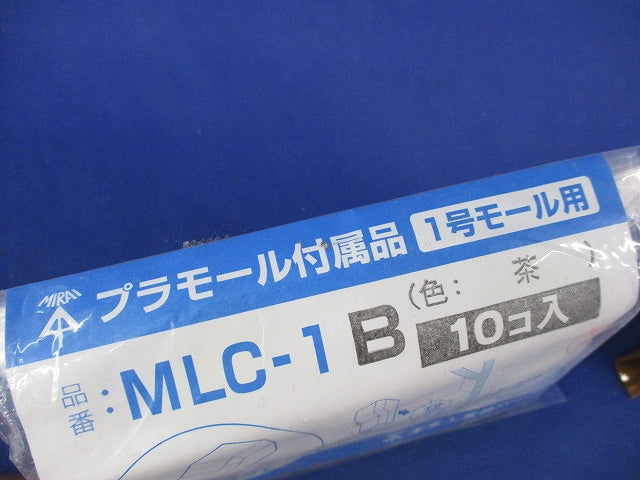 MIRAI プラモール付属品 1号モール用
品番：MLC-1 B (色： 茶 )
10コ入